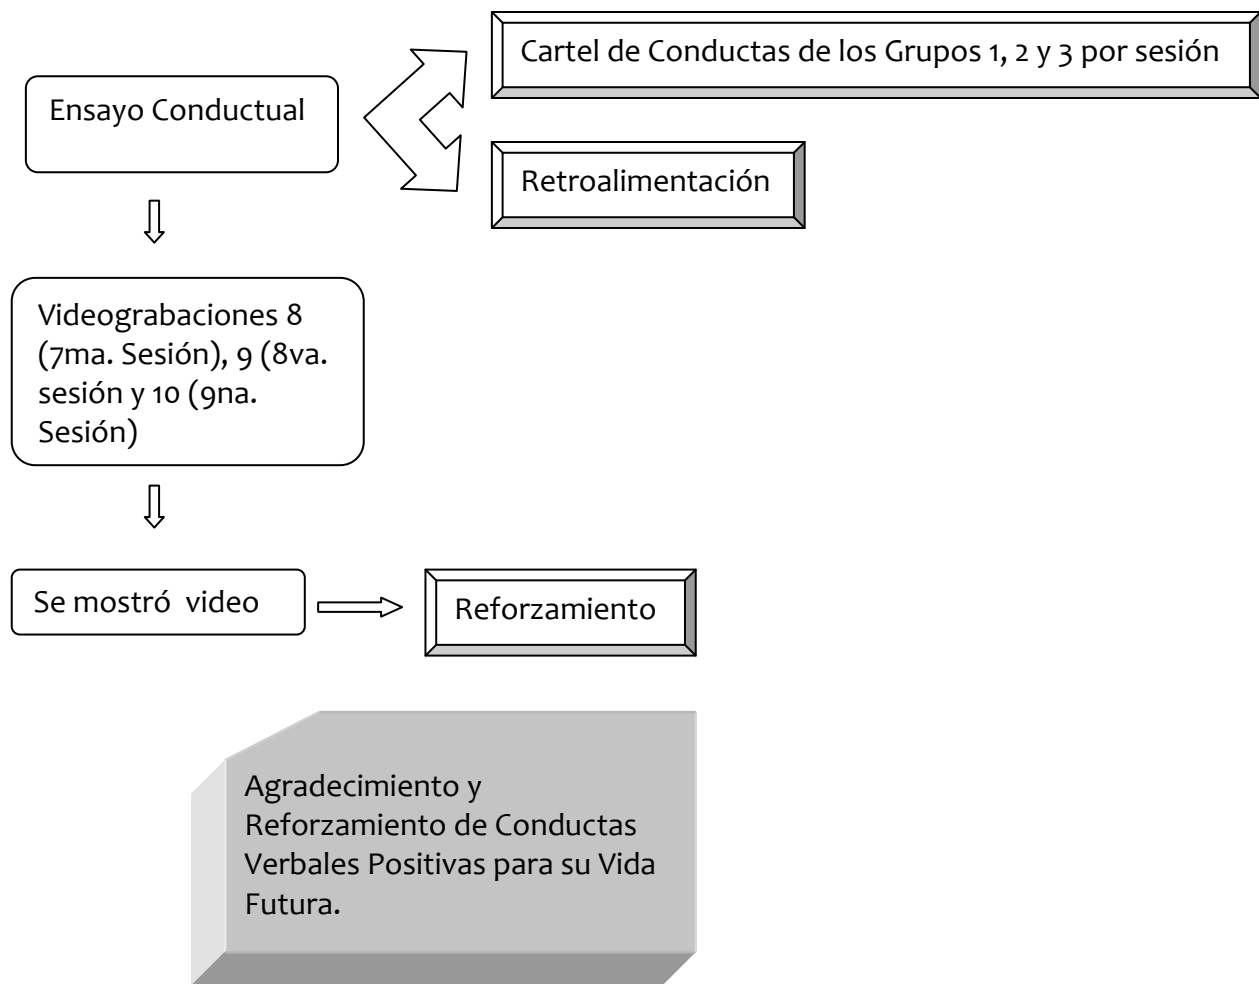 Cartel de Conductas de los Grupos 1, 2 y 3 por sesión
Ensayo Conductual
Retroalimentación
Videograbaciones 8
(7ma. Sesión), 9 (8va.
sesión y 10 (9na.
Sesión)
Se mostró video
Reforzamiento
Agradecimiento y
Reforzamiento de Conductas
Verbales Positivas para su Vida
Futura.